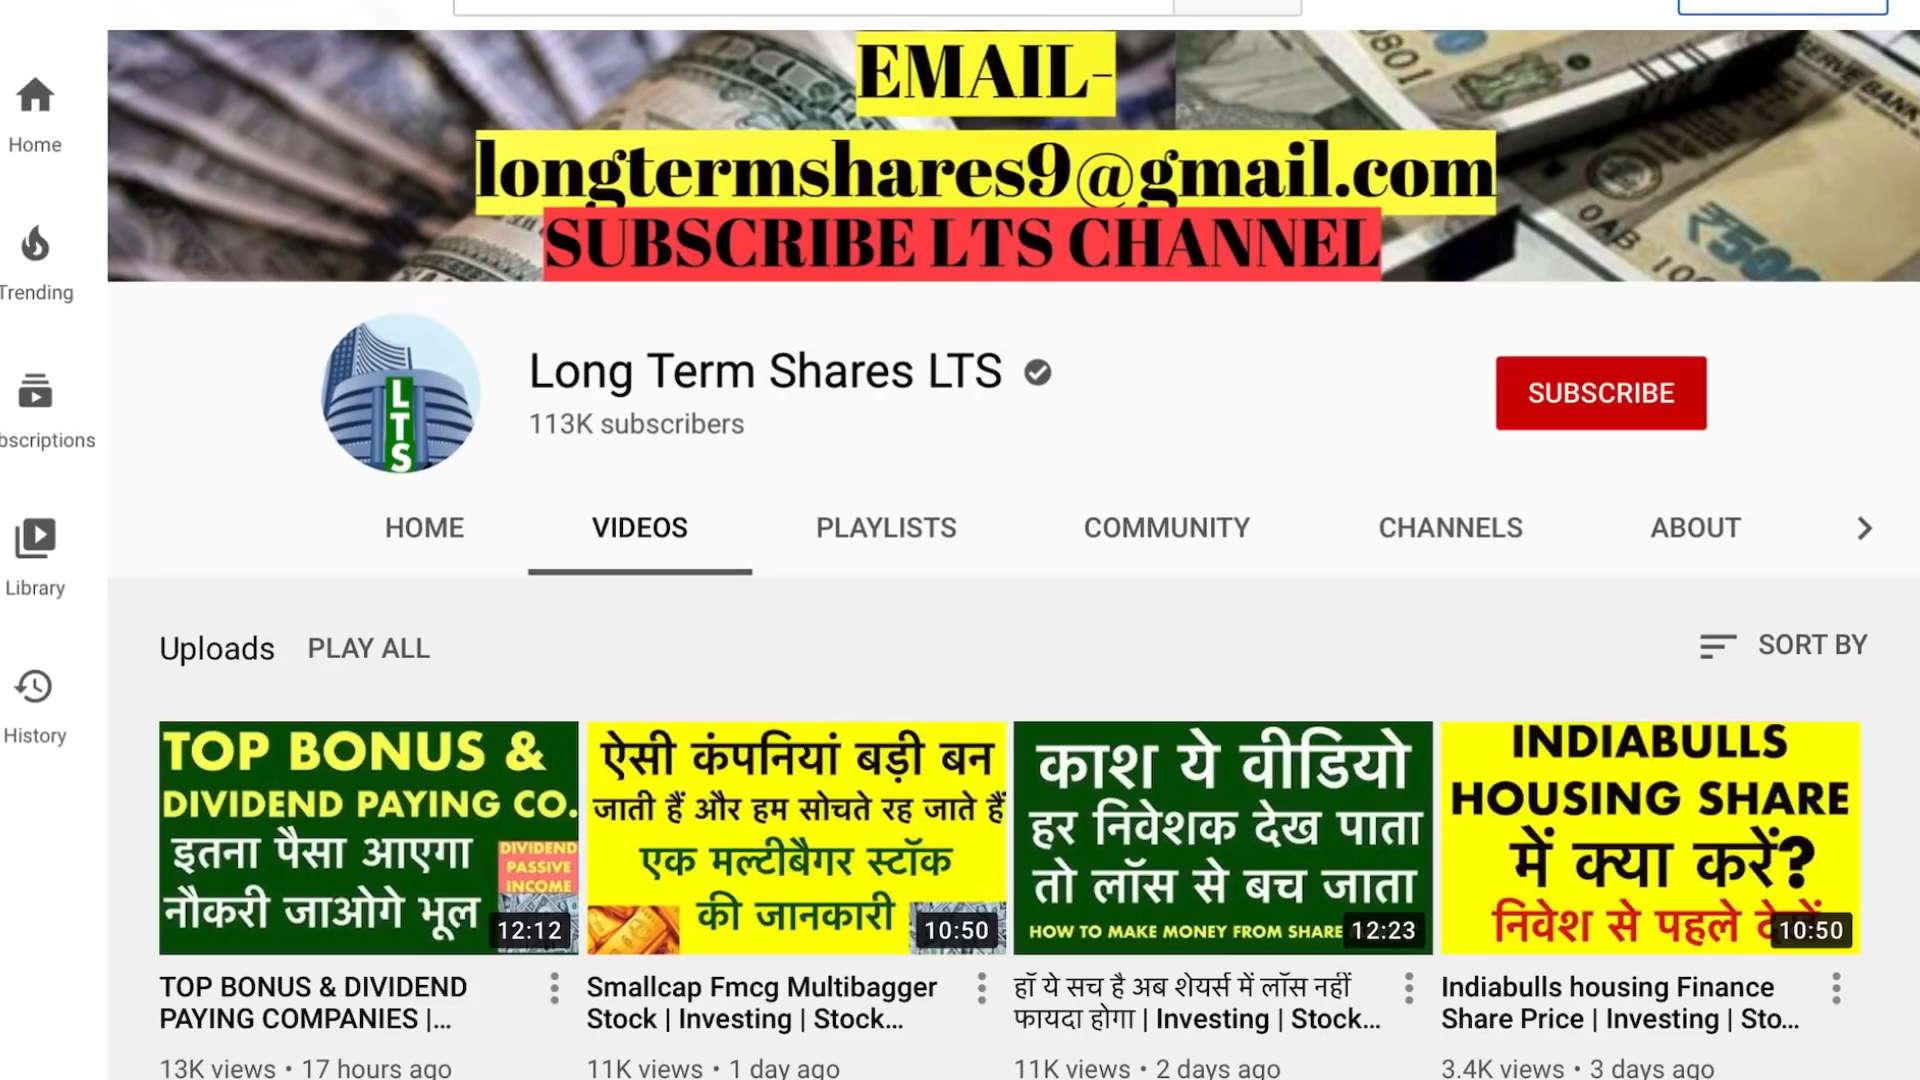 EMAIL-
longtermshares9@gmail.com
SUBSCRIBE LTS CHANNEL
Home
Trending
bscriptions
Library
History
LTS
Long Term Shares LTS
113K subscribers
SUBSCRIBE
HOME VIDEOS PLAYLISTS COMMUNITY CHANNELS ABOUT
Uploads PLAY ALL SORT BY
TOP BONUS &
DIVIDEND PAYING CO.
इतना पैसा आएगा
नौकरी जाओगे भूल
DIVIDEND
PASSIVE
INCOME
12:12
ऐसी कंपनियां बड़ी बन
जाती हैं और हम सोचते रह जाते हैं
एक मल्टीबैगर स्टॉक
की जानकारी
10:50
काश ये वीडियो
हर निवेशक देख पाता
तो लॉस से बच जाता
HOW TO MAKE MONEY FROM SHARE
12:23
INDIABULLS
HOUSING SHARE
में क्या करें?
निवेश से पहले
10:50
TOP BONUS & DIVIDEND
PAYING COMPANIES |...
13K views • 17 hours ago
Smallcap Fmcg Multibagger
Stock | Investing | Stock...
11K views • 1 day ago
हाँ ये सच है अब शेयर्स में लॉस नहीं
फायदा होगा | Investing | Stock...
11K views • 2 days ago
Indiabulls housing Finance
Share Price | Investing | Sto...
3.4K views • 3 days ago